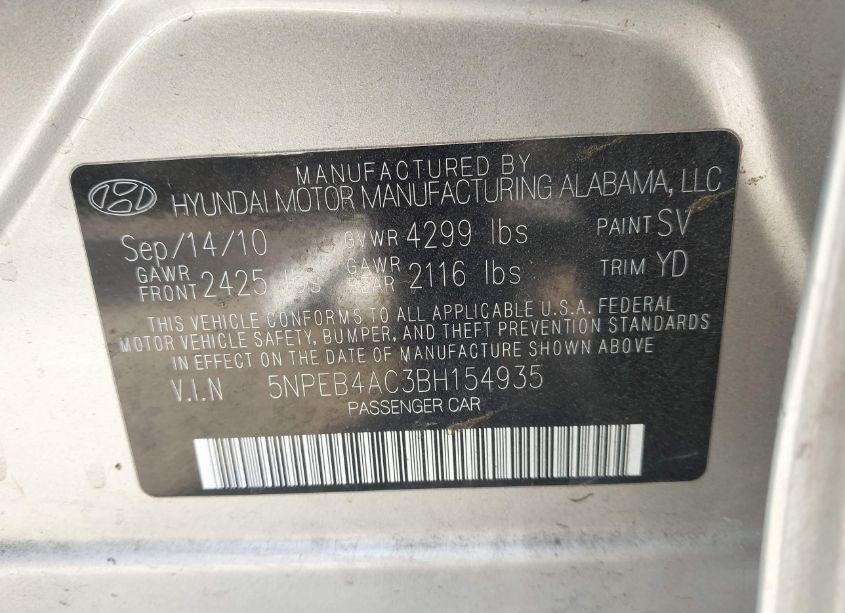 MANUFACTURED BY
HYUNDAI MOTOR MANUFACTURING ALABAMA, LLC
Sep/14/10 GVWR 4299 lbs PAINT SV
GAWR FRONT 2425 lbs GAWR REAR 2116 lbs TRIM YD
THIS VEHICLE CONFORMS TO ALL APPLICABLE U.S.A. FEDERAL
MOTOR VEHICLE SAFETY, BUMPER, AND THEFT PREVENTION STANDARDS
IN EFFECT ON THE DATE OF MANUFACTURE SHOWN ABOVE
V.I.N 5NPEB4AC3BH154935
PASSENGER CAR